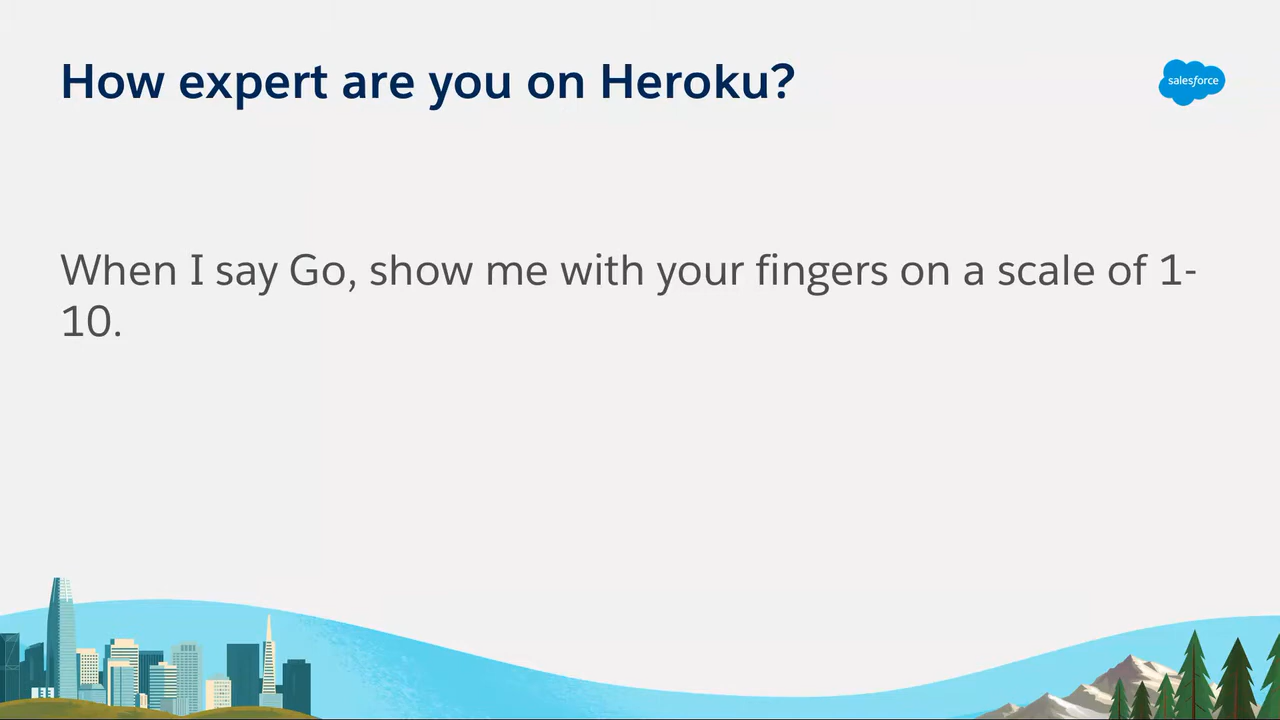 How expert are you on Heroku?
salesforce
When I say Go, show me with your fingers on a scale of 1-
10.